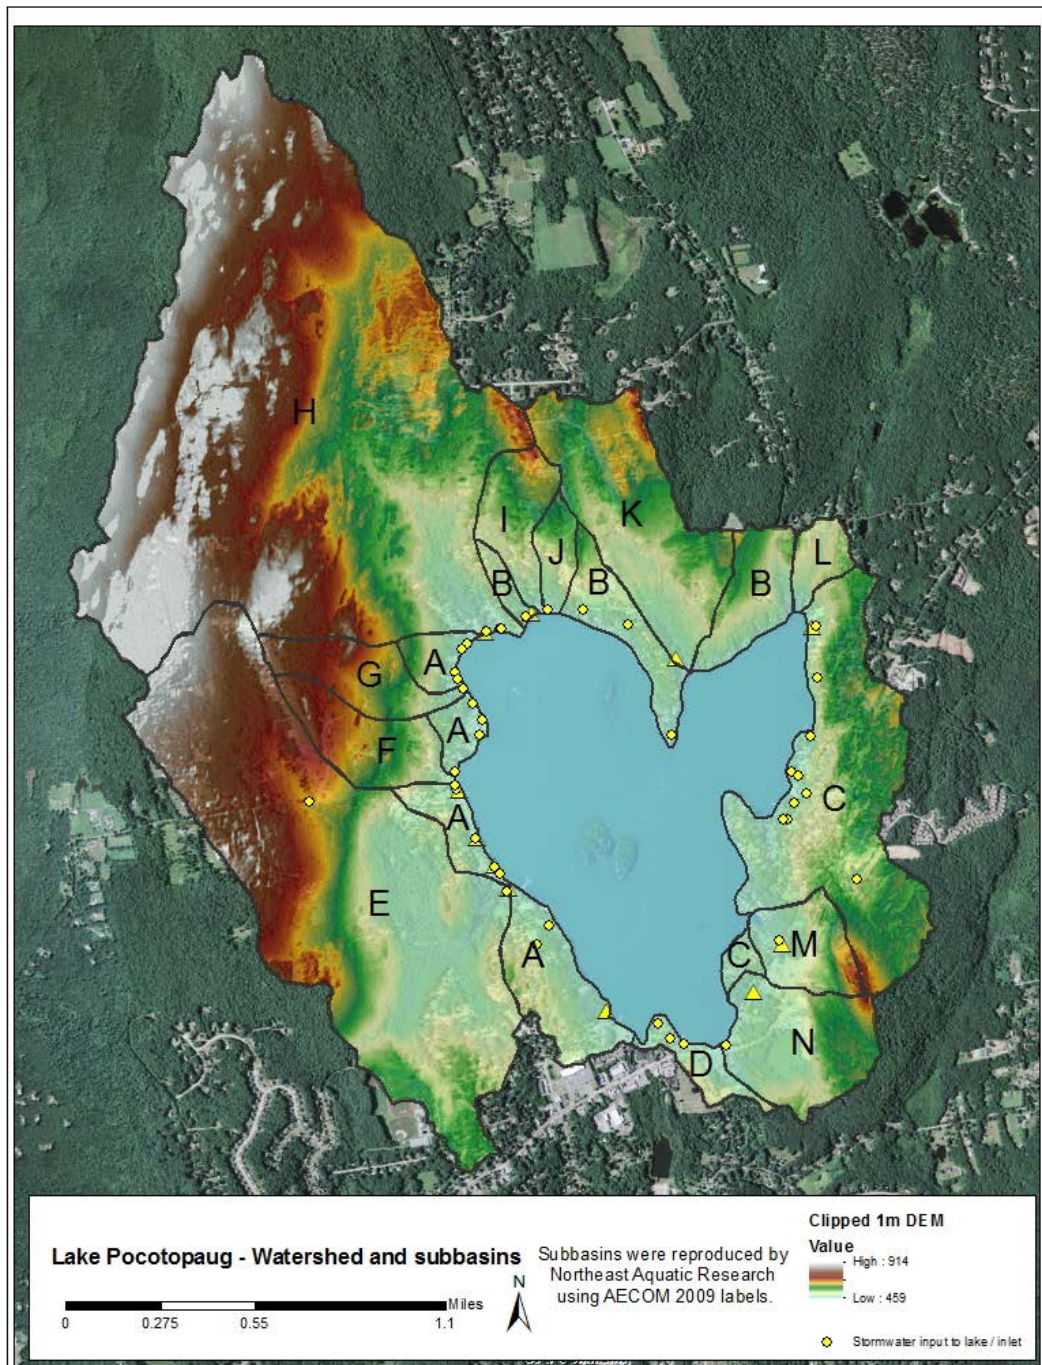 H
I
K
J
B
B
B
L
G
A
F
A
C
A
E
A
C
M
N
D
Lake Pocotopaug - Watershed and subbasins
0
0.275
0.55
1.1
Miles
Subbasins were reproduced by
Northeast Aquatic Research
using AECOM 2009 labels.
N
Clipped 1m DEM
Value
High : 914
Low : 459
Stormwater input to lake / inlet